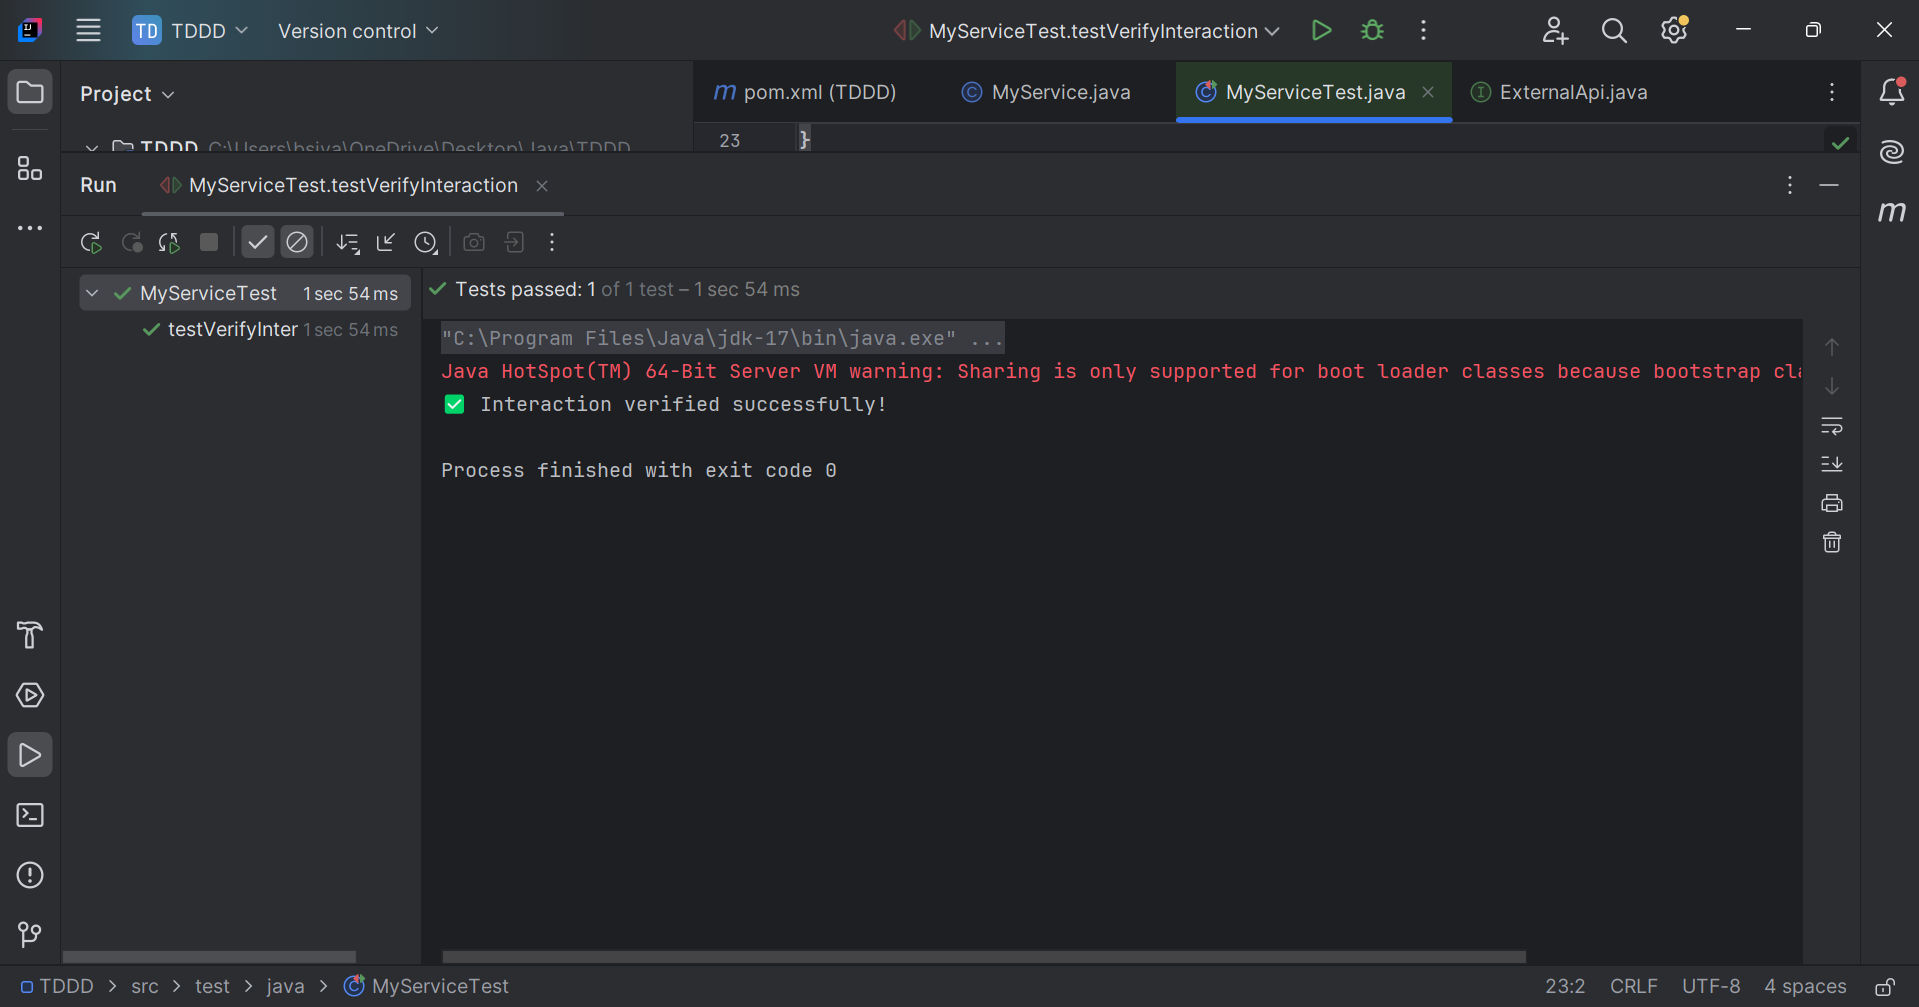 TD TDDD Version control MyServiceTest.testVerifyInteraction
Project
m pom.xml (TDDD) MyService.java MyServiceTest.java ExternalApi.java
TDDD C:\Users\bsiva\OneDrive\Desktop\Java\TDDD
23 }
Run MyServiceTest.testVerifyInteraction
m
MyServiceTest 1 sec 54 ms
testVerifyInter 1 sec 54 ms
Tests passed: 1 of 1 test – 1 sec 54 ms
"C:\Program Files\Java\jdk-17\bin\java.exe" ...
Java HotSpot(TM) 64-Bit Server VM warning: Sharing is only supported for boot loader classes because bootstrap cla
✅ Interaction verified successfully!
Process finished with exit code 0
TDDD > src > test > java > MyServiceTest
23:2 CRLF UTF-8 4 spaces